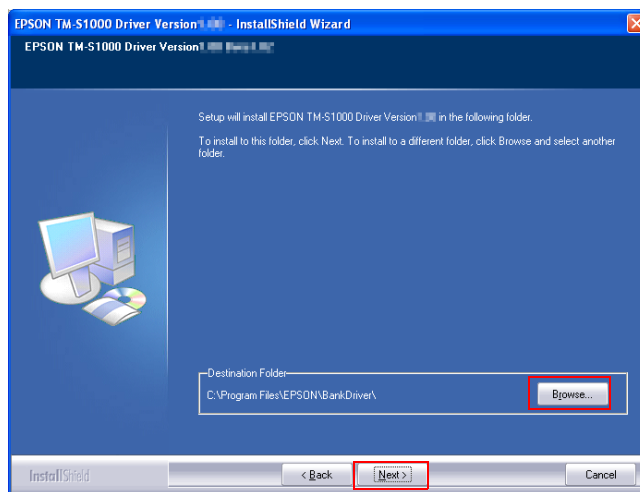 EPSON TM-S1000 Driver Version - InstallShield Wizard
EPSON TM-S1000 Driver Version
Setup will install EPSON TM-S1000 Driver Version in the following folder.
To install to this folder, click Next. To install to a different folder, click Browse and select another
folder.
Destination Folder
C:\Program Files\EPSON\BankDriver\
Browse...
InstallShield
< Back
Next >
Cancel